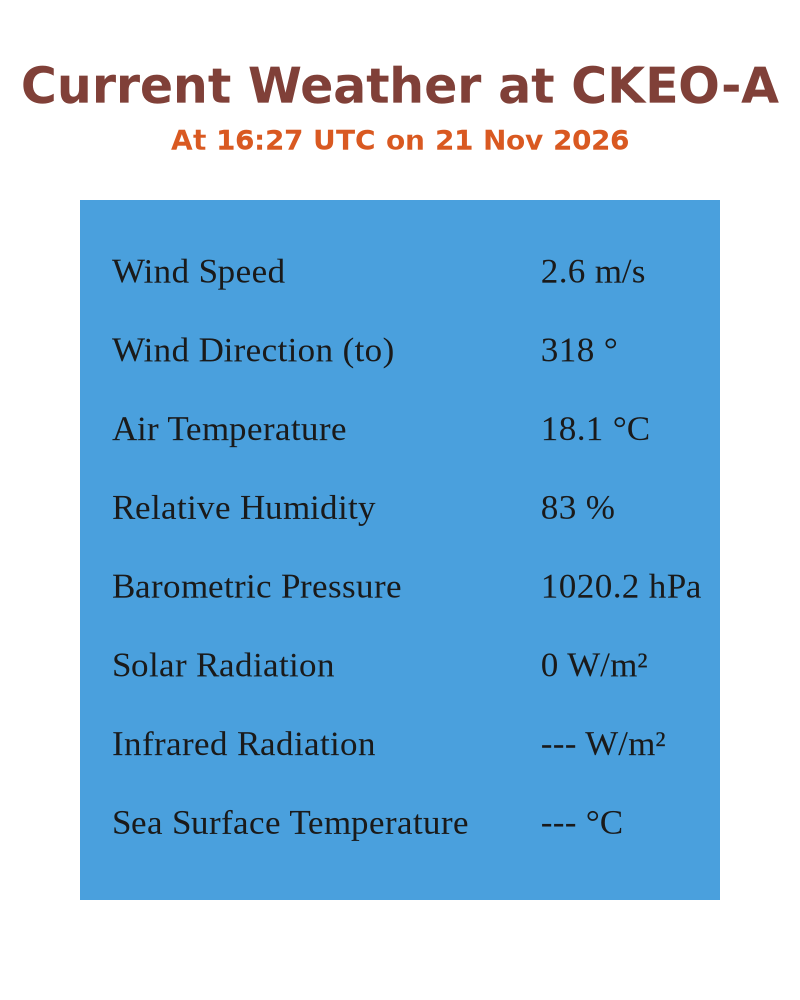 Current Weather at CKEO-A
At 16:27 UTC on 21 Nov 2026
Wind Speed 2.6 m/s
Wind Direction (to) 318 °
Air Temperature 18.1 °C
Relative Humidity 83 %
Barometric Pressure 1020.2 hPa
Solar Radiation 0 W/m²
Infrared Radiation --- W/m²
Sea Surface Temperature --- °C